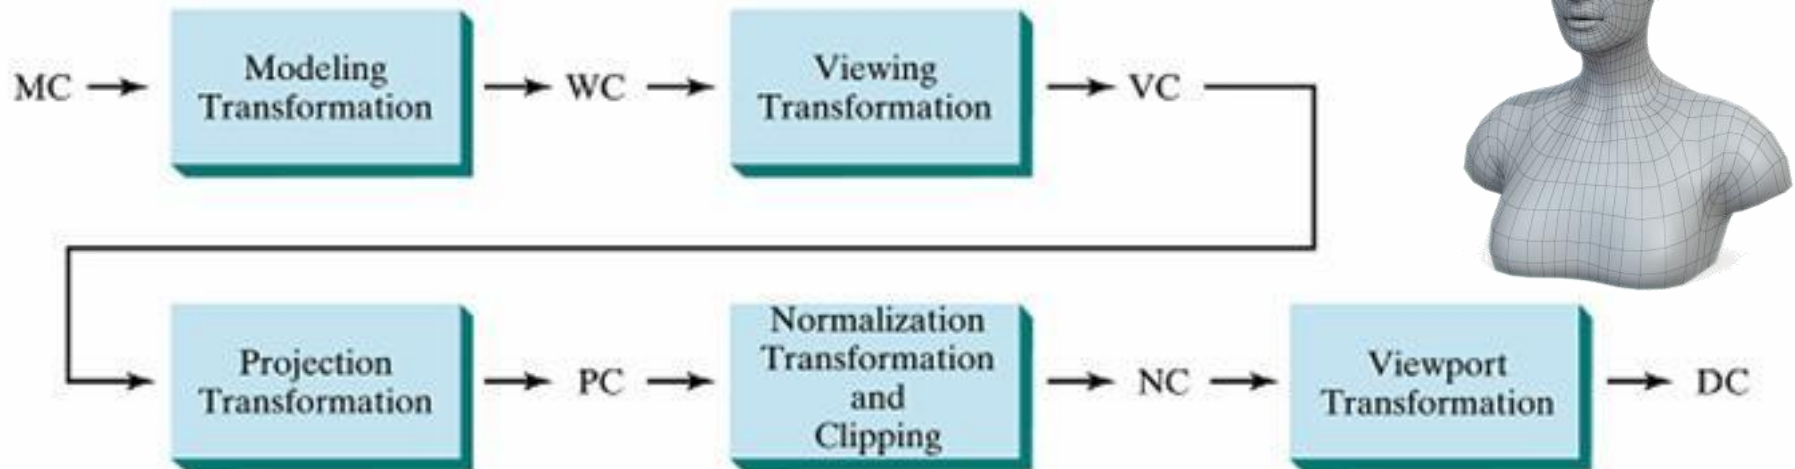 MC
Modeling
Transformation
WC
Viewing
Transformation
VC
Projection
Transformation
PC
Normalization
Transformation
and
Clipping
NC
Viewport
Transformation
DC